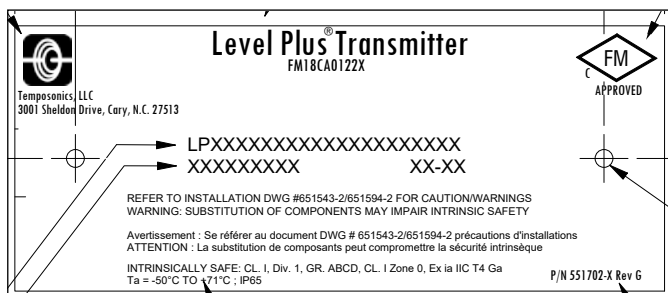 Level Plus® Transmitter
FM18CA0122X
FM
C
APPROVED
Temposonics, LLC
3001 Sheldon Drive, Cary, N.C. 27513
LPXXXXXXXXXXXXXXXXXXXX
XXXXXXXXX XX-XX
REFER TO INSTALLATION DWG #651543-2/651594-2 FOR CAUTION/WARNINGS
WARNING: SUBSTITUTION OF COMPONENTS MAY IMPAIR INTRINSIC SAFETY
Avertissement : Se référer au document DWG # 651543-2/651594-2 précautions d'installations
ATTENTION : La substitution de composants peut compromettre la sécurité intrinsèque
INTRINSICALLY SAFE: CL. I, Div. 1, GR. ABCD, CL. I Zone 0, Ex ia IIC T4 Ga
Ta = -50°C TO +71°C ; IP65
P/N 551702-X Rev G